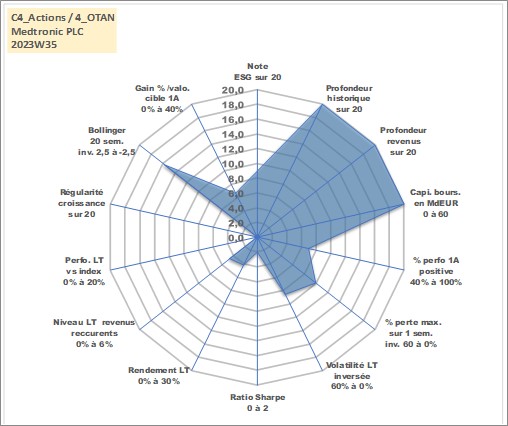 C4_Actions / 4_OTAN
Medtronic PLC
2023W35
Note
ESG sur 20
Profondeur
historique
sur 20
Profondeur
revenus
sur 20
Capi. bours.
en MdEUR
0 à 60
% perfo 1A
positive
40% à 100%
% perte max.
sur 1 sem.
inv. 60 à 0%
Volatilité LT
inversée
60% à 0%
Ratio Sharpe
0 à 2
Rendement LT
0% à 30%
Niveau LT revenus
reccurents
0% à 6%
Perfo. LT
vs index
0% à 20%
Régularité
croissance
sur 20
Bollinger
20 sem.
inv. 2,5 à -2,5
Gain % /valo.
cible 1A
0% à 40%
20,0
18,0
16,0
14,0
12,0
10,0
8,0
6,0
4,0
2,0
0,0